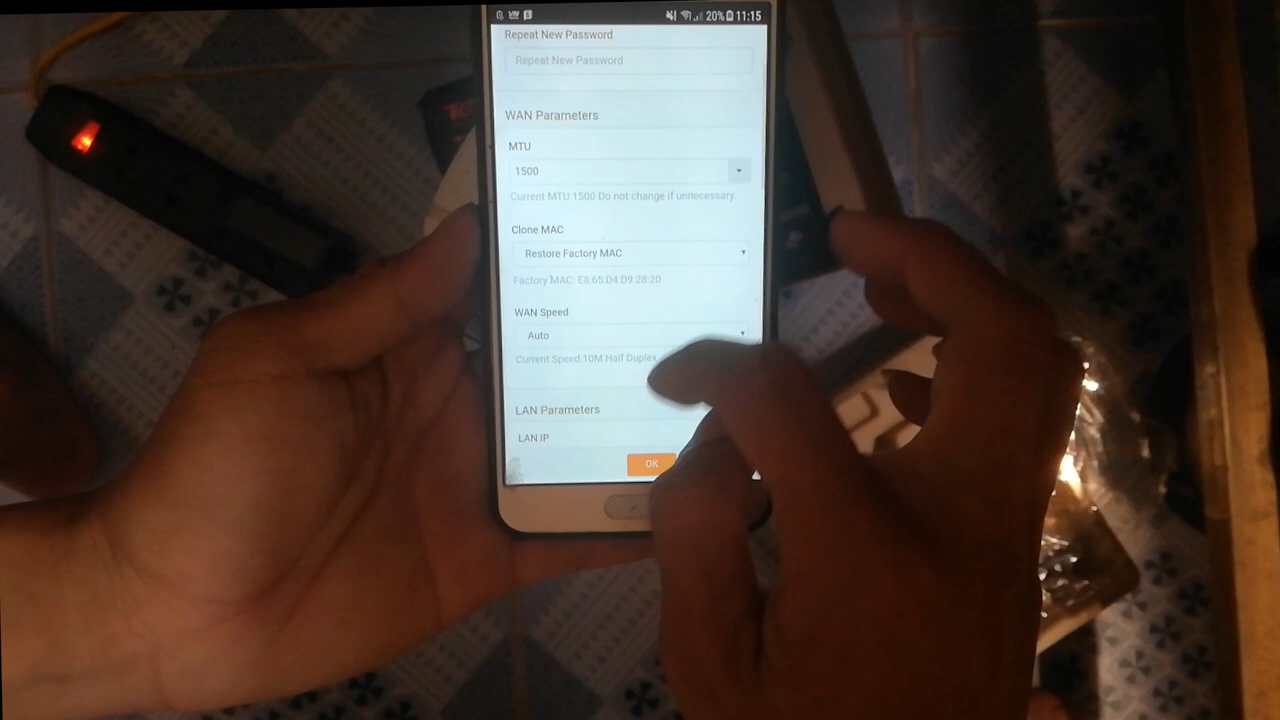 20% 11:15
Repeat New Password
Repeat New Password
WAN Parameters
MTU
1500
Current MTU:1500 Do not change if unnecessary.
Clone MAC
Restore Factory MAC
Factory MAC: E8:65:D4:D9:28:20
WAN Speed
Auto
Current Speed:10M Half Duplex
LAN Parameters
LAN IP
OK